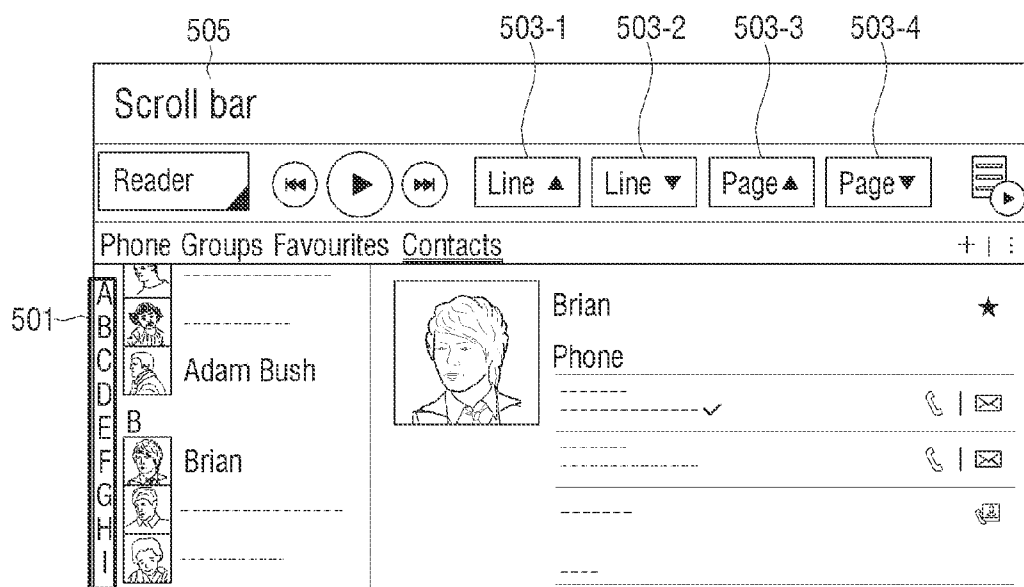 505 503-1 503-2 503-3 503-4
Scroll bar
Reader Line ▲ Line ▼ Page▲ Page▼
Phone Groups Favourites Contacts + | ⋮
501
A
B
C
D
E
F
G
H
I
Adam Bush
B
Brian
Brian
Phone